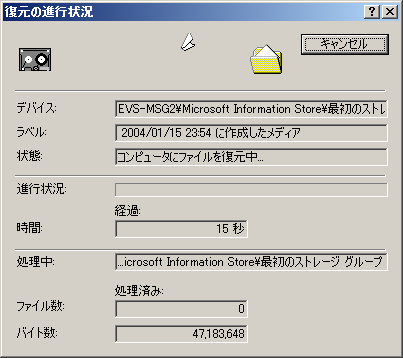 復元の進行状況
キャンセル
デバイス: EVS-MSG2¥Microsoft Information Store¥最初のスト
ラベル: 2004/01/15 23:54 に作成したメディア
状態: コンピュータにファイルを復元中...
進行状況:
経過:
時間: 15 秒
処理中: ...icrosoft Information Store¥最初のストレージ グループ
処理済み:
ファイル数: 0
バイト数: 47,183,648